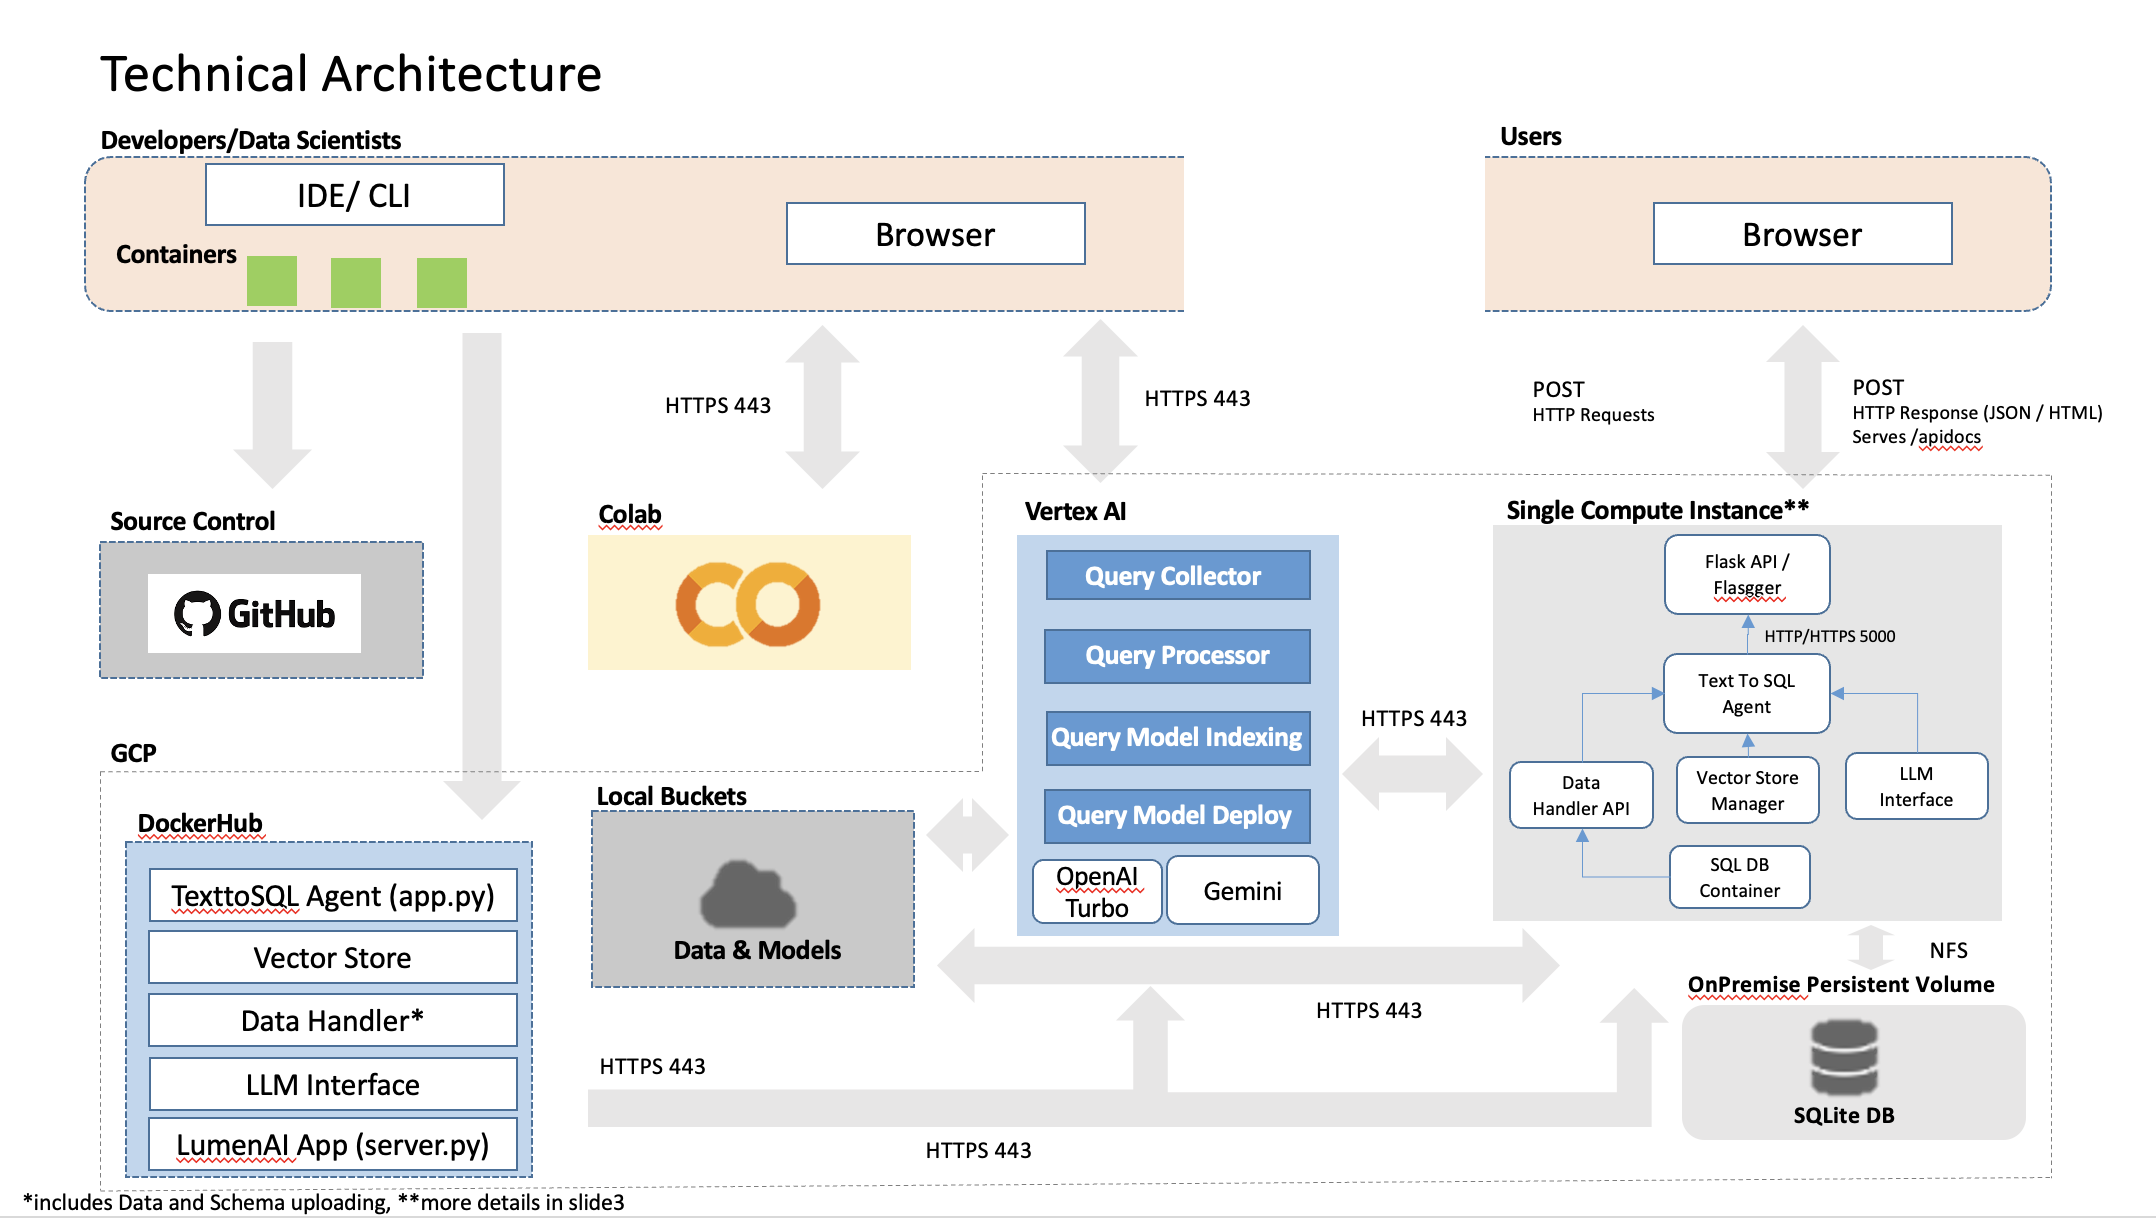 Technical Architecture
Developers/Data Scientists
Users
IDE/ CLI
Browser
Browser
Containers
HTTPS 443
HTTPS 443
POST
HTTP Requests
POST
HTTP Response (JSON / HTML)
Serves /apidocs
Source Control
GitHub
Colab
Vertex AI
Query Collector
Query Processor
Query Model Indexing
Query Model Deploy
OpenAI
Turbo
Gemini
HTTPS 443
Single Compute Instance**
Flask API /
Flasgger
HTTP/HTTPS 5000
Text To SQL
Agent
Data
Handler API
Vector Store
Manager
LLM
Interface
SQL DB
Container
GCP
DockerHub
TexttoSQL Agent (app.py)
Vector Store
Data Handler*
LLM Interface
LumenAI App (server.py)
Local Buckets
Data & Models
HTTPS 443
HTTPS 443
HTTPS 443
NFS
OnPremise Persistent Volume
SQLite DB
*includes Data and Schema uploading, **more details in slide3